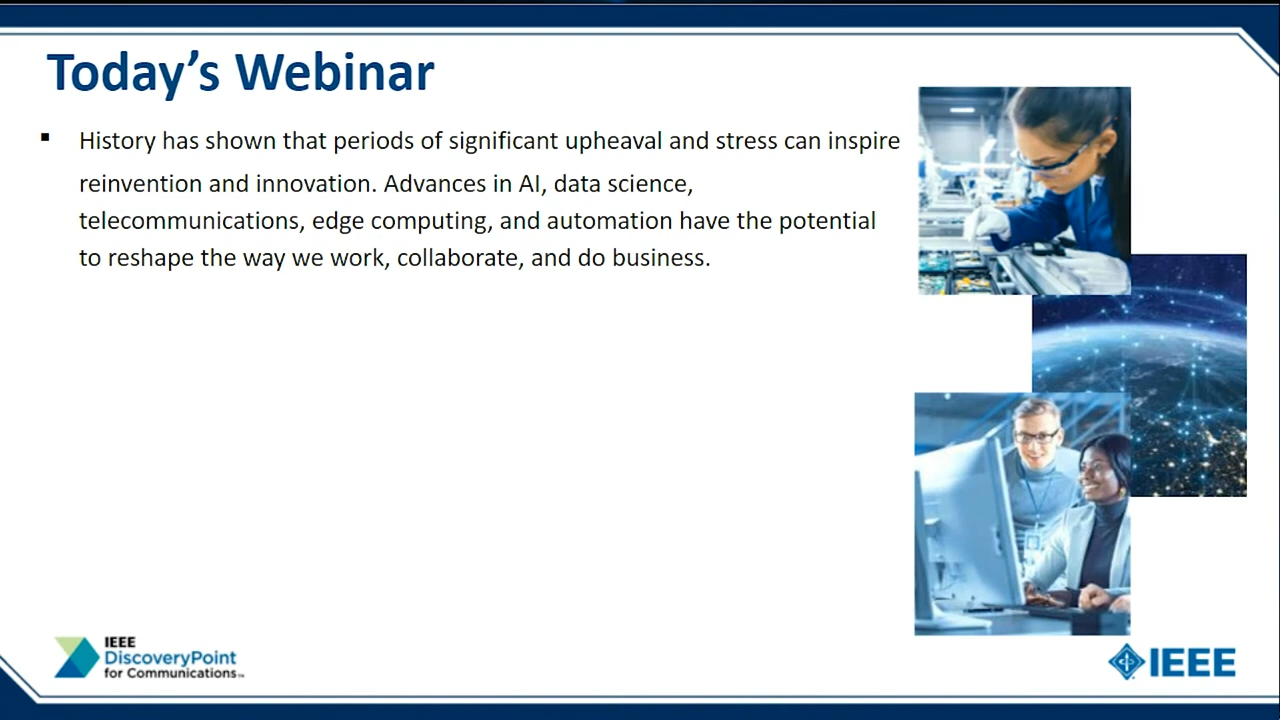 Today’s Webinar
▪ History has shown that periods of significant upheaval and stress can inspire
reinvention and innovation. Advances in AI, data science,
telecommunications, edge computing, and automation have the potential
to reshape the way we work, collaborate, and do business.
IEEE
DiscoveryPoint
for Communications™
IEEE